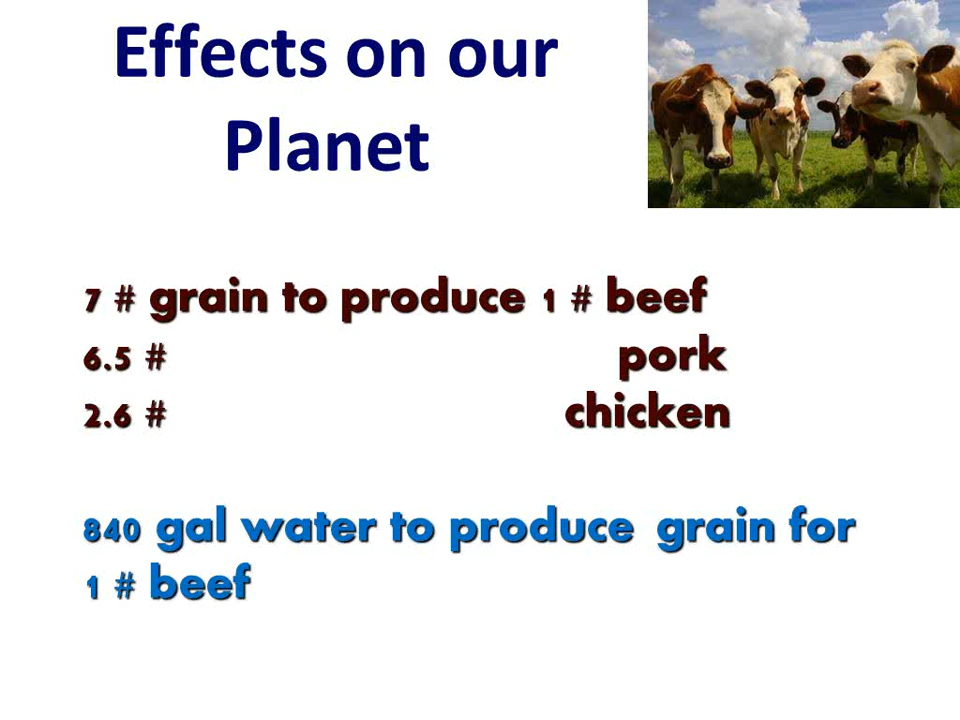 Effects on our
Planet
7 # grain to produce 1 # beef
6.5 # pork
2.6 # chicken
840 gal water to produce grain for
1 # beef